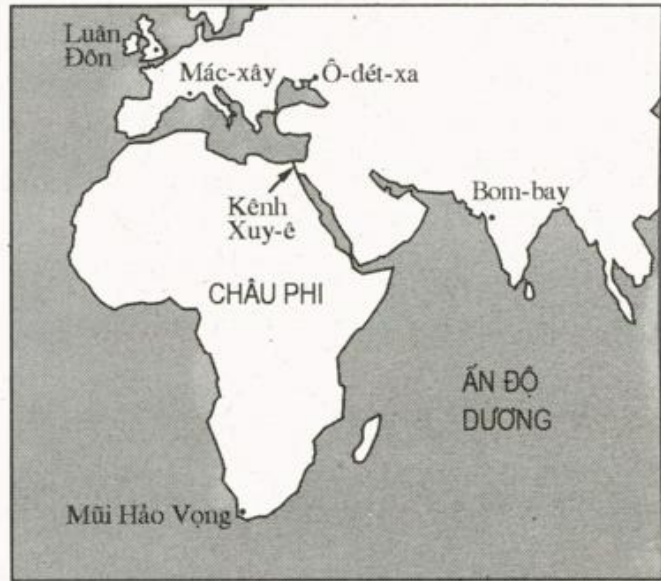 Luân
Đôn
Mác-xây
Ô-dét-xa
Kênh
Xuy-ê
Bom-bay
CHÂU PHI
ẤN ĐỘ
DƯƠNG
Mũi Hảo Vọng